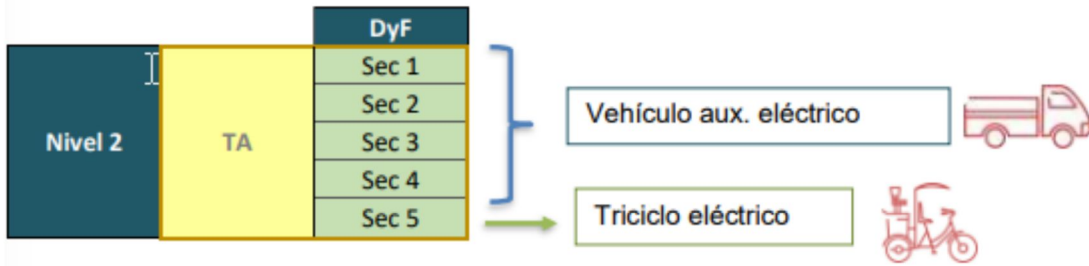 DyF
Sec 1
Sec 2
Vehículo aux. eléctrico
Nivel 2
TA
Sec 3
Sec 4
Sec 5
Triciclo eléctrico